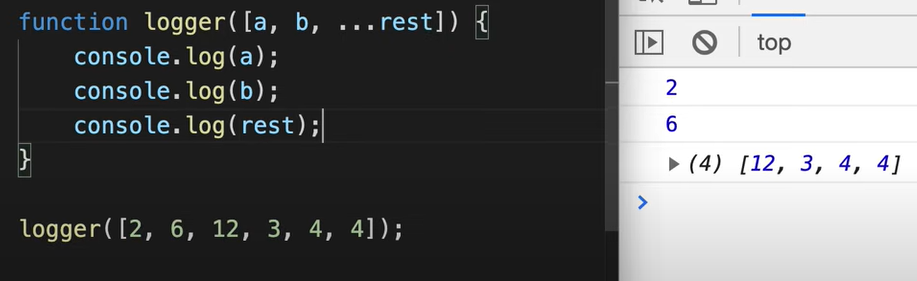 function logger([a, b, ...rest]) {
    console.log(a);
    console.log(b);
    console.log(rest);
}
logger([2, 6, 12, 3, 4, 4]);
top
2
6
(4) [12, 3, 4, 4]